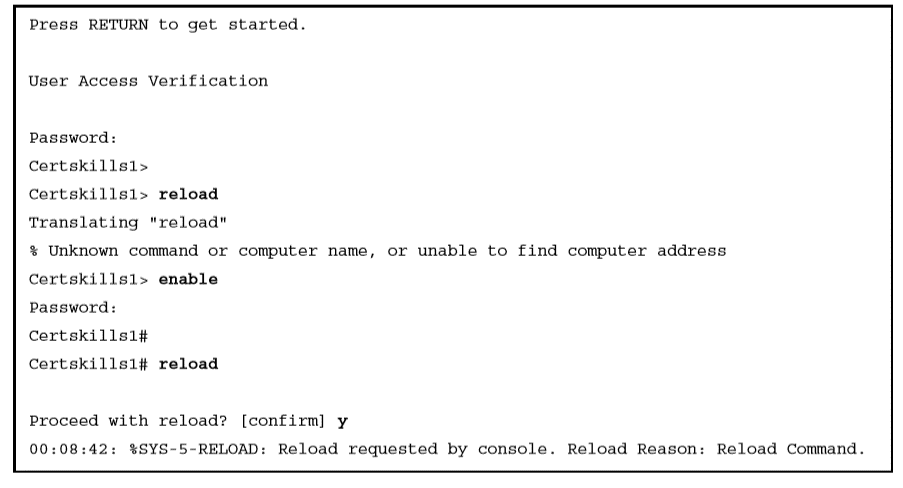 Press RETURN to get started.
User Access Verification
Password:
Certskills1>
Certskills1> reload
Translating "reload"
% Unknown command or computer name, or unable to find computer address
Certskills1> enable
Password:
Certskills1#
Certskills1# reload
Proceed with reload? [confirm] y
00:08:42: %SYS-5-RELOAD: Reload requested by console. Reload Reason: Reload Command.